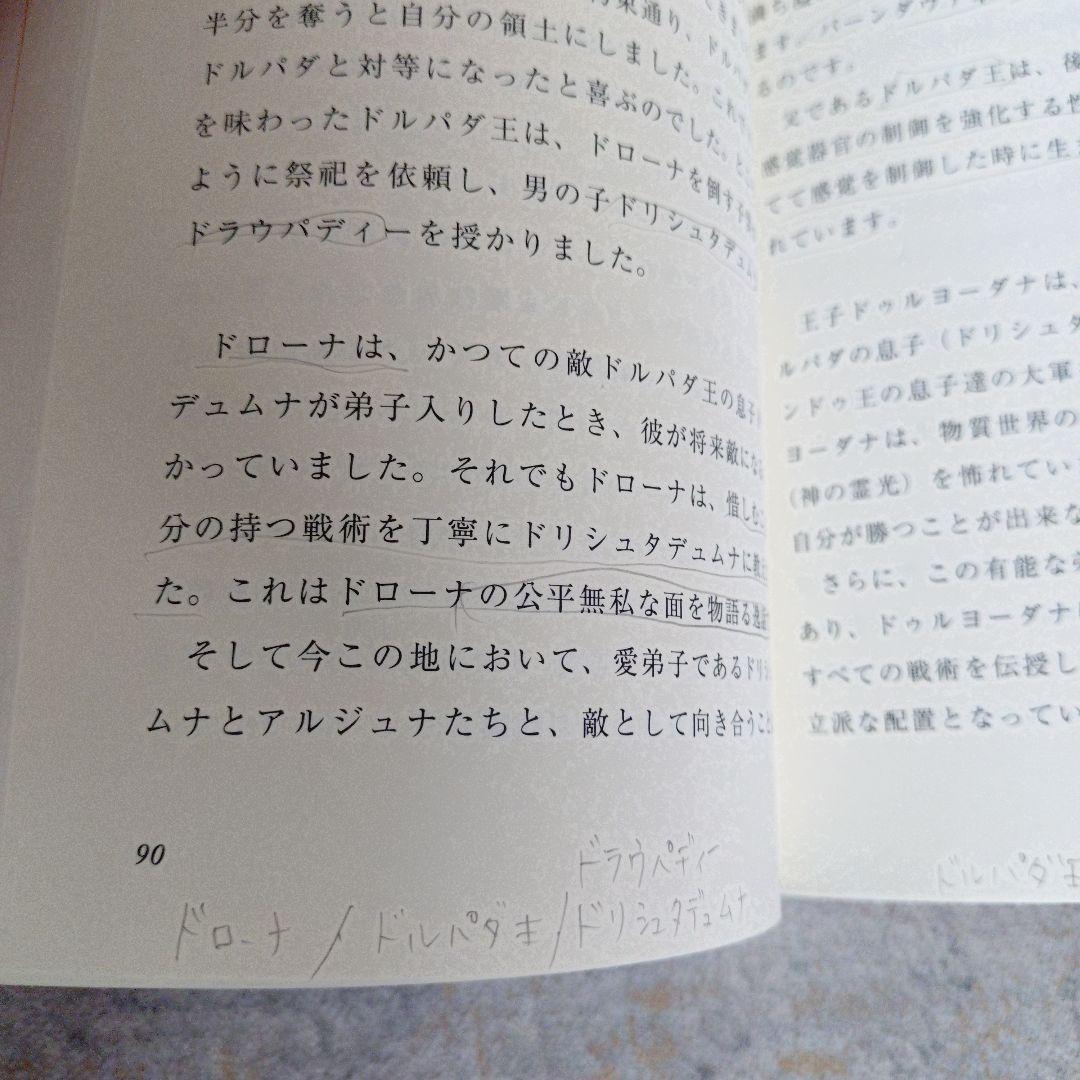 半分を奪うと自分の領土にしました。これで
ドルパダと対等になったと喜ぶのでした。
を味わったドルパダ王は、ドローナを倒す
ように祭祀を依頼し、男の子ドリシュタデュム
ドラウパディーを授かりました。
ドローナは、かつての敵ドルパダ王の息子
デュムナが弟子入りしたとき、彼が将来敵になる
かっていました。それでもドローナは、惜しむ
分の持つ戦術を丁寧にドリシュタデュムナに教え
た。これはドローナの公平無私な面を物語る逸話
そして今この地において、愛弟子であるドリシ
ムナとアルジュナたちと、敵として向き合うこと
90
ドラウパディー
ドローナ / ドルパダ王 / ドリシュタデュムナ
るのです。
父であるドルパダ王は、後
感覚器官の制御を強化する性
てて感覚を制御した時に生ま
れています。
王子ドゥルヨーダナは、
ルパダの息子（ドリシュタ
ンドゥ王の息子達の大軍
ヨーダナは、物質世界の
（神の霊光）を怖れてい
自分が勝つことが出来な
さらに、この有能な弟
あり、ドゥルヨーダナ
すべての戦術を伝授し
立派な配置となってい
ドルパダ王